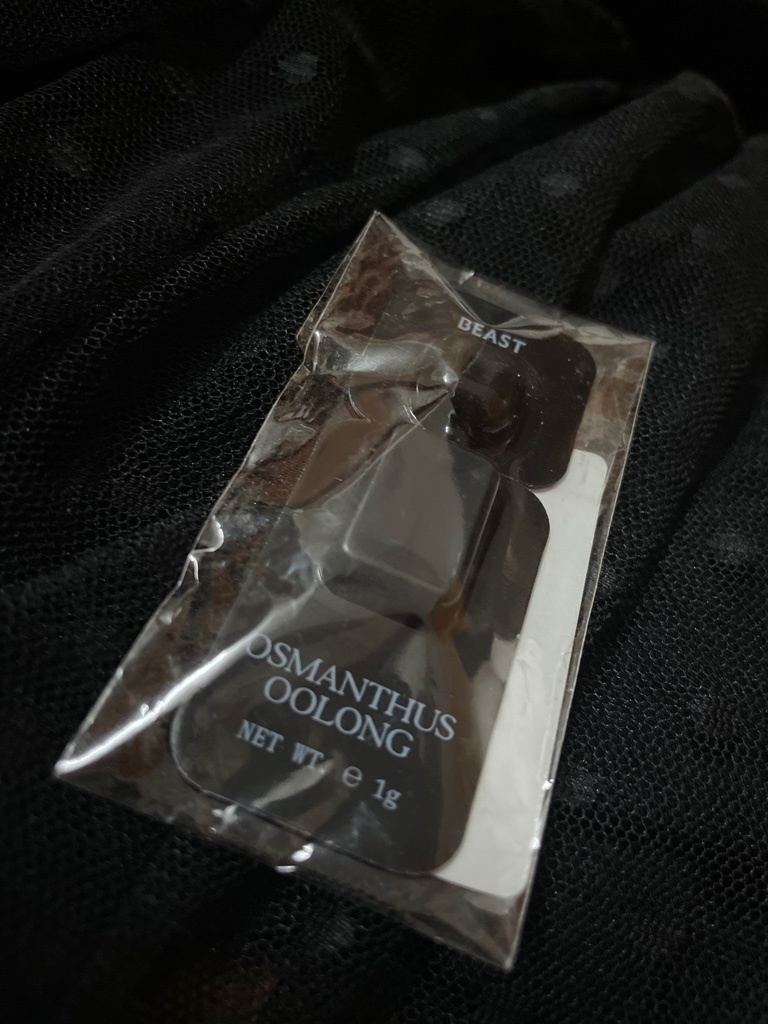 BEAST
OSMANTHUS
OOLONG
NET WT. ℮ 1g